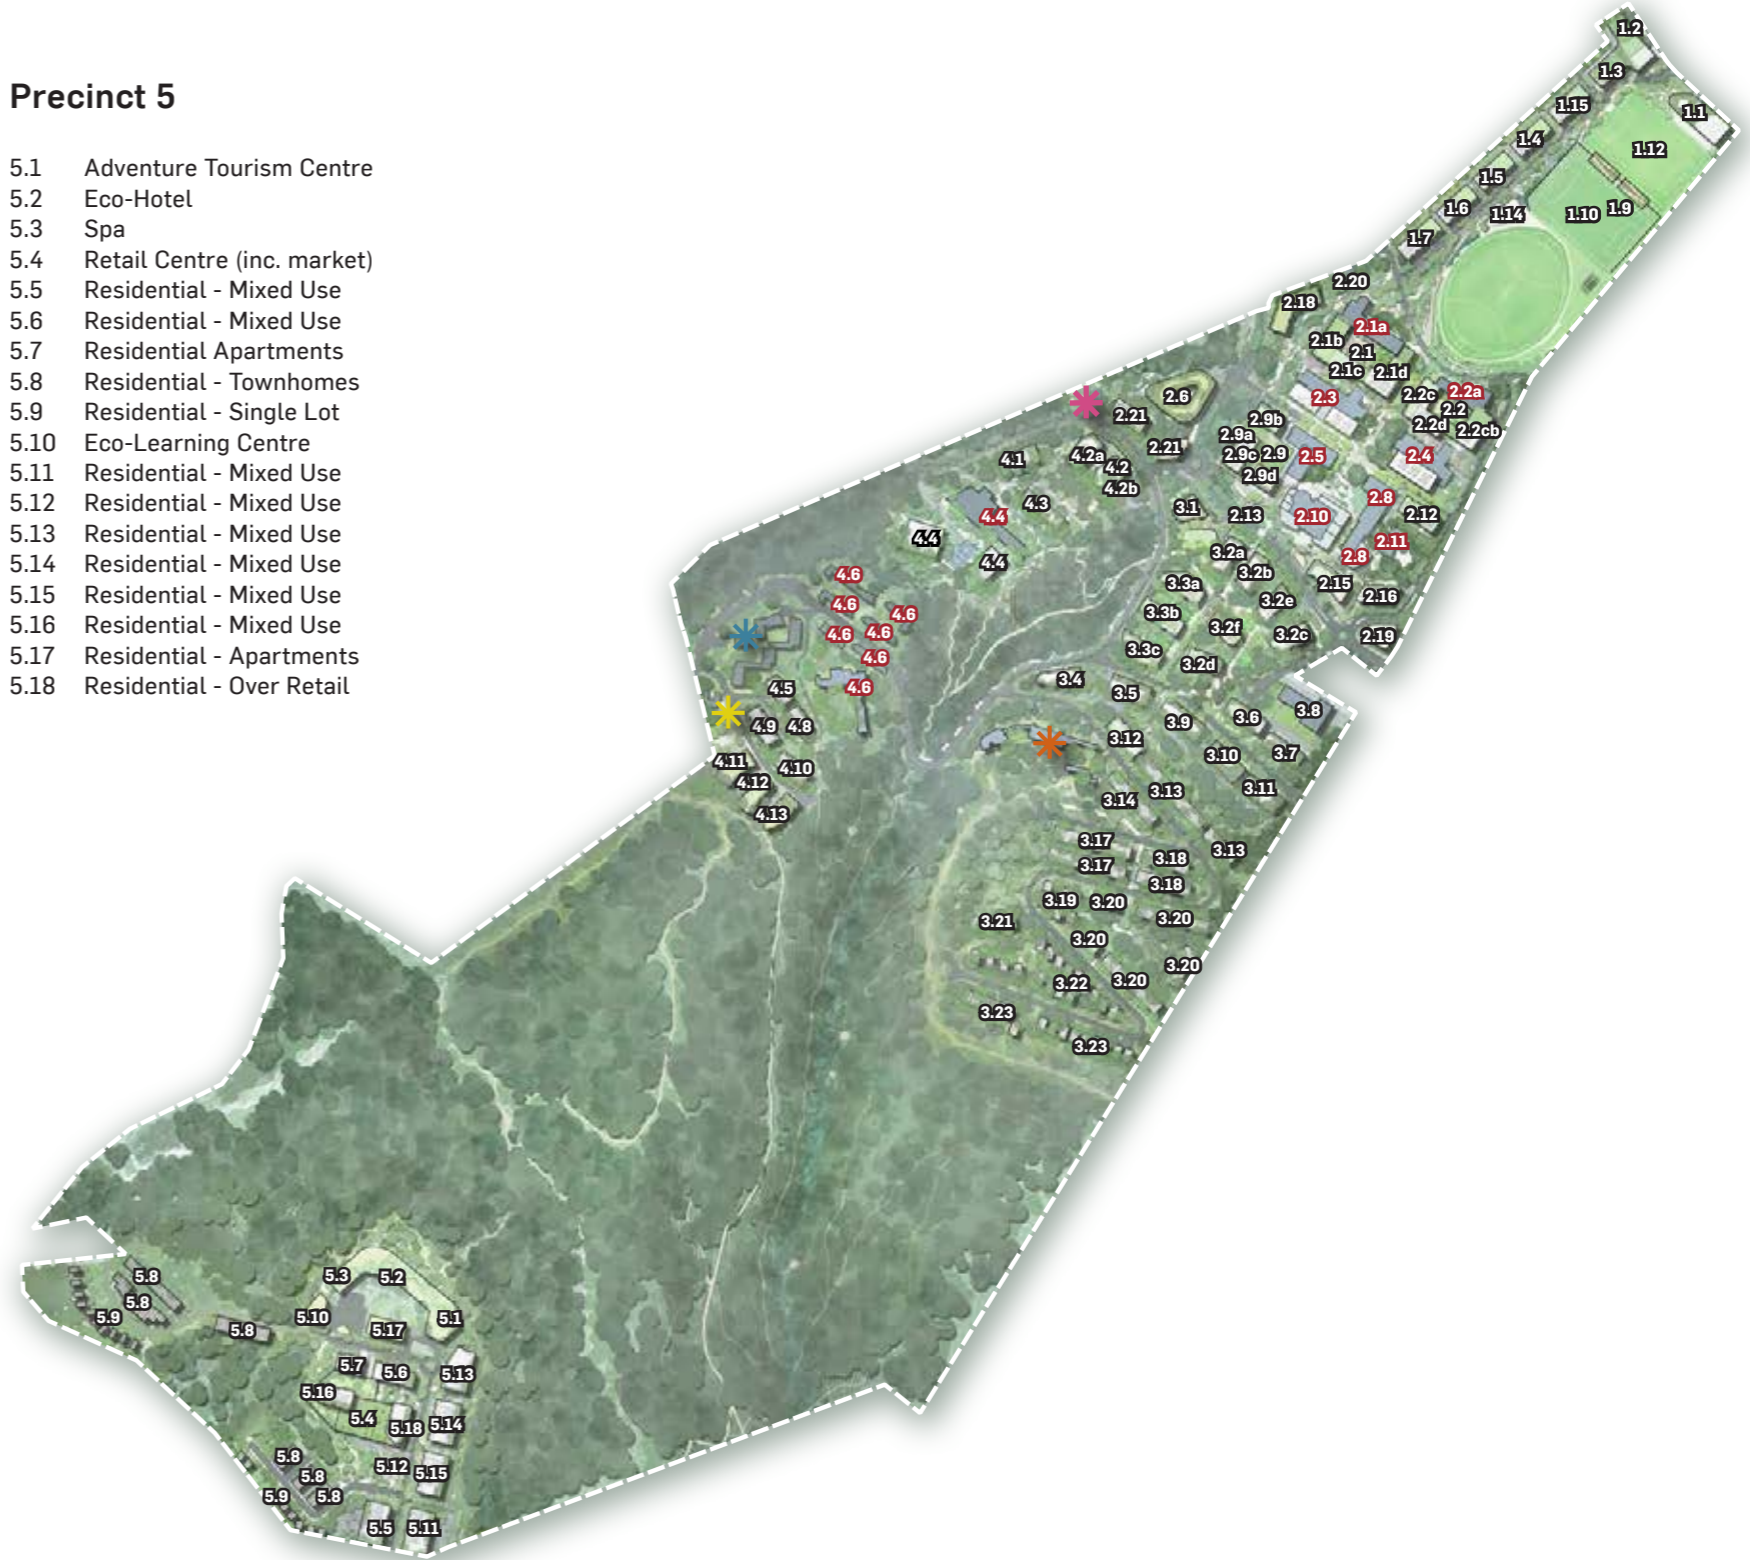 Precinct 5
5.1 Adventure Tourism Centre
5.2 Eco-Hotel
5.3 Spa
5.4 Retail Centre (inc. market)
5.5 Residential - Mixed Use
5.6 Residential - Mixed Use
5.7 Residential Apartments
5.8 Residential - Townhomes
5.9 Residential - Single Lot
5.10 Eco-Learning Centre
5.11 Residential - Mixed Use
5.12 Residential - Mixed Use
5.13 Residential - Mixed Use
5.14 Residential - Mixed Use
5.15 Residential - Mixed Use
5.16 Residential - Mixed Use
5.17 Residential - Apartments
5.18 Residential - Over Retail
1.2
1.3
1.15
1.1
1.4
1.12
1.5
1.6
1.14
1.10
1.9
1.7
2.20
2.18
2.1a
2.1b
2.1
2.1c
2.1d
2.3
2.2c
2.2a
2.2
2.2d
2.2cb
2.6
2.21
2.21
2.9b
2.9a
2.9c
2.9
2.9d
2.5
2.4
2.8
2.10
2.12
2.13
2.11
2.8
2.15
2.16
2.19
4.1
4.2a
4.2
4.2b
4.3
4.4
4.4
4.4
3.1
3.2a
3.2b
3.3a
3.2e
3.3b
3.2f
3.2c
3.3c
3.2d
4.6
4.6
4.6
4.6
4.6
4.6
4.6
4.5
4.9
4.8
4.11
4.10
4.12
4.13
3.4
3.5
3.9
3.6
3.8
3.12
3.10
3.7
3.14
3.13
3.11
3.17
3.17
3.18
3.13
3.18
3.19
3.20
3.20
3.21
3.20
3.20
3.22
3.20
3.23
3.23
5.8
5.8
5.9
5.8
5.3
5.2
5.10
5.1
5.17
5.7
5.6
5.13
5.16
5.4
5.18
5.14
5.8
5.8
5.12
5.15
5.9
5.8
5.5
5.11